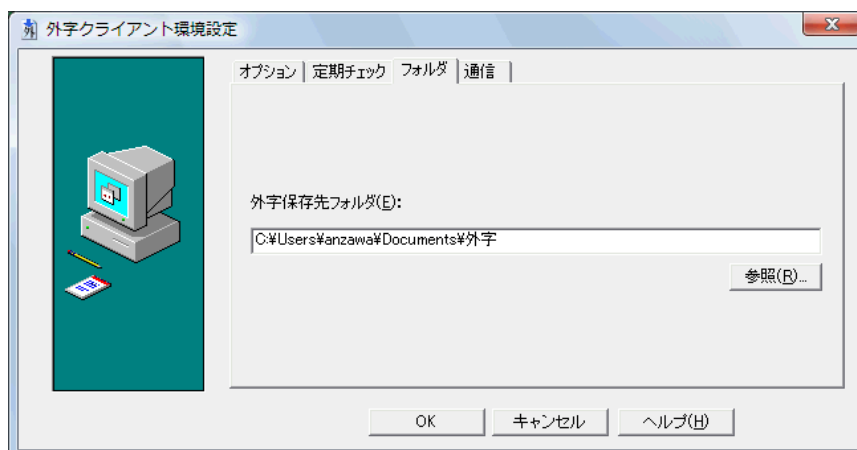 外字クライアント環境設定
オプション 定期チェック フォルダ 通信
外字保存先フォルダ(E):
C:¥Users¥anzawa¥Documents¥外字
参照(R)...
OK キャンセル ヘルプ(H)